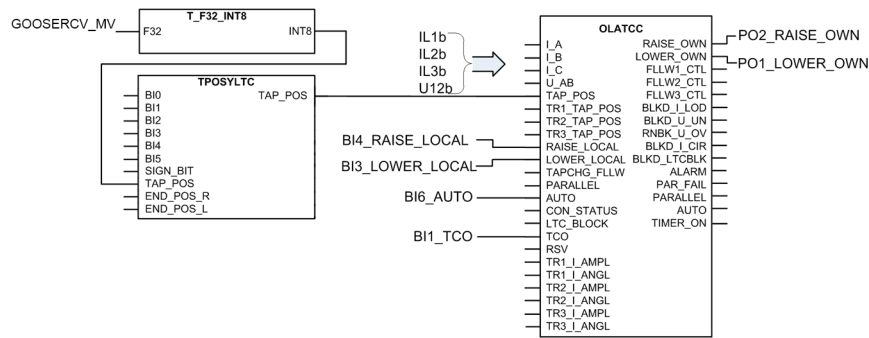 GOOSERCV_MV
T_F32_INT8
F32
INT8
TPOSYLTC
BI0
TAP_POS
BI1
BI2
BI3
BI4
BI5
SIGN_BIT
TAP_POS
END_POS_R
END_POS_L
IL1b
IL2b
IL3b
U12b
BI4_RAISE_LOCAL
BI3_LOWER_LOCAL
BI6_AUTO
BI1_TCO
OLATCC
I_A
I_B
I_C
U_AB
TAP_POS
TR1_TAP_POS
TR2_TAP_POS
TR3_TAP_POS
RAISE_LOCAL
LOWER_LOCAL
TAPCHG_FLLW
PARALLEL
AUTO
CON_STATUS
LTC_BLOCK
TCO
RSV
TR1_I_AMPL
TR1_I_ANGL
TR2_I_AMPL
TR2_I_ANGL
TR3_I_AMPL
TR3_I_ANGL
RAISE_OWN
LOWER_OWN
FLLW1_CTL
FLLW2_CTL
FLLW3_CTL
BLKD_I_LOD
BLKD_U_UN
RNBK_U_OV
BLKD_I_CIR
BLKD_LTCBLK
ALARM
PAR_FAIL
PARALLEL
AUTO
TIMER_ON
PO2_RAISE_OWN
PO1_LOWER_OWN